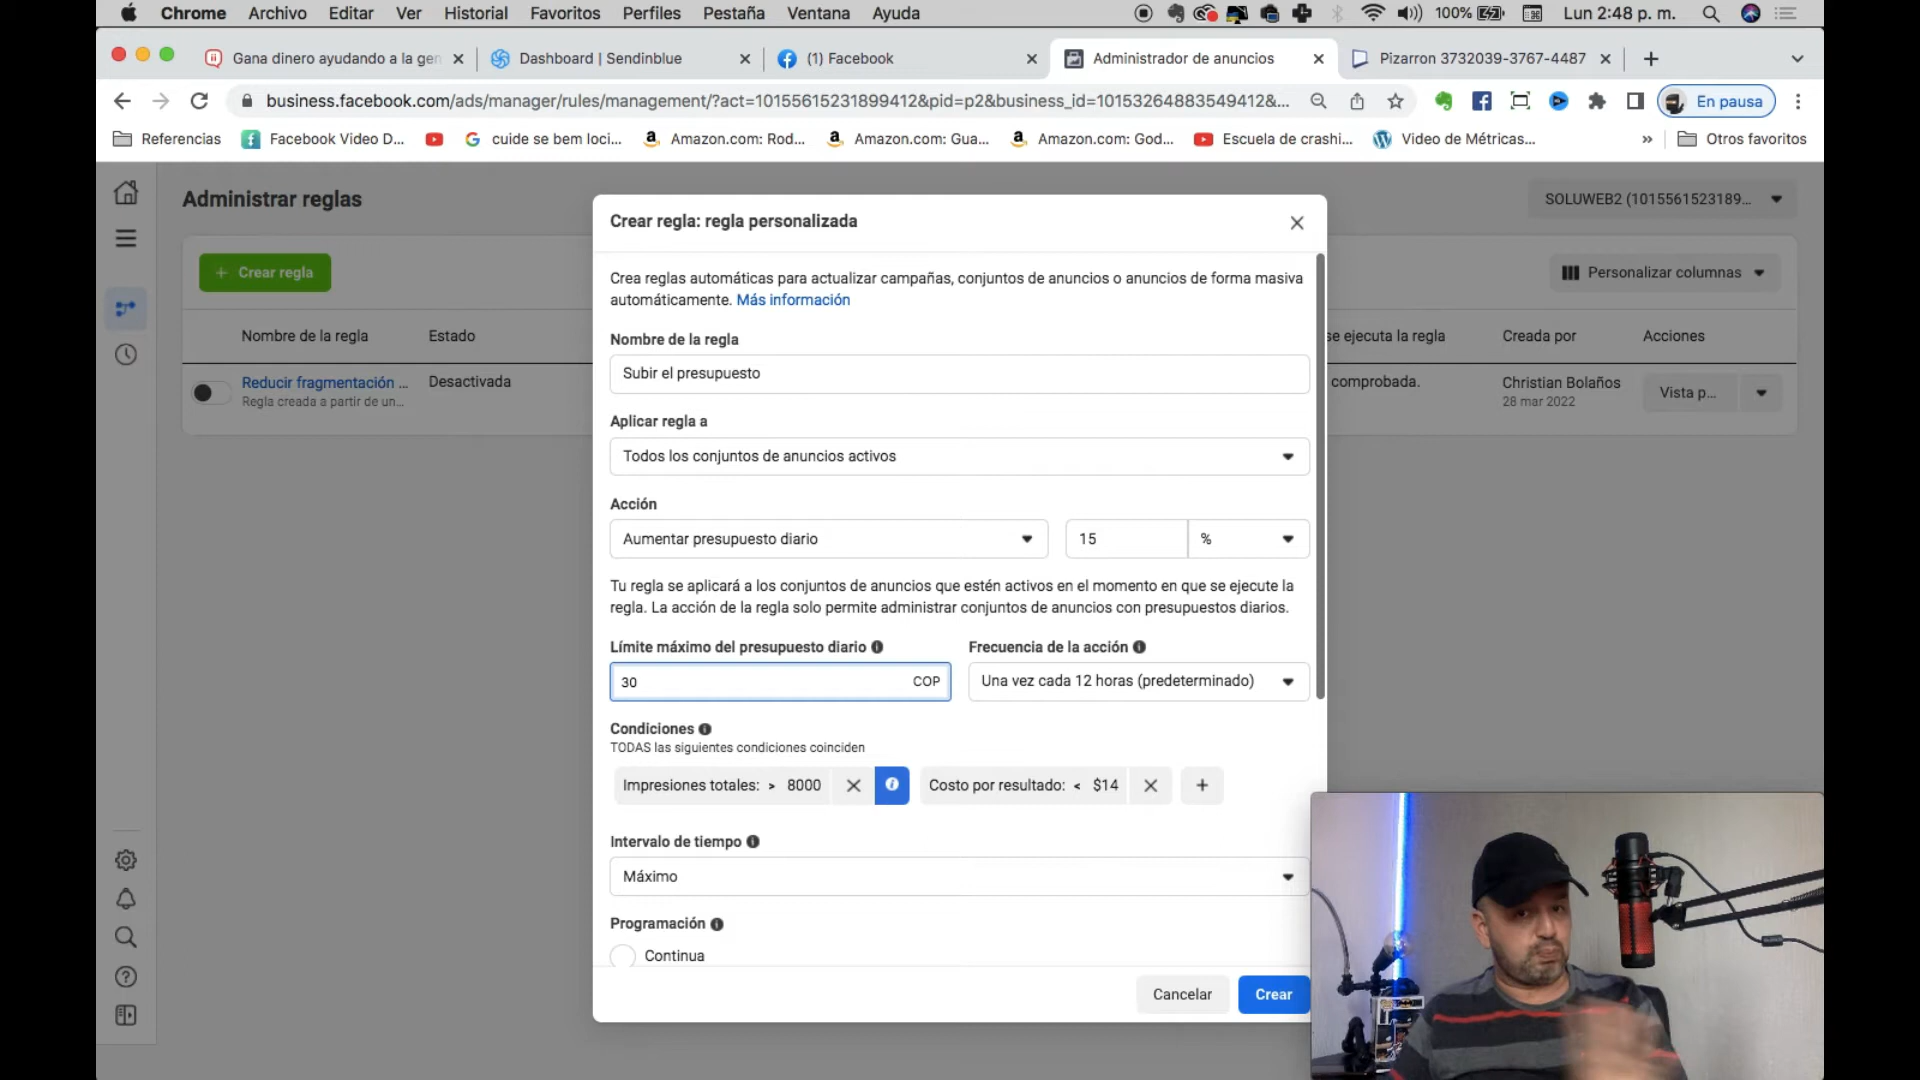 Chrome Archivo Editar Ver Historial Favoritos Perfiles Pestaña Ventana Ayuda 100% Lun 2:48 p. m.
Gana dinero ayudando a la gen Dashboard | Sendinblue (1) Facebook Administrador de anuncios Pizarron 3732039-3767-4487
business.facebook.com/ads/manager/rules/management/?act=10155615231899412&pid=p2&business_id=10153264883549412&... En pausa
Referencias Facebook Video D... cuide se bem loci... Amazon.com: Rod... Amazon.com: Gua... Amazon.com: God... Escuela de crashi... Video de Métricas... » Otros favoritos
Administrar reglas
SOLUWEB2 (1015561523189...
+ Crear regla
Personalizar columnas
Nombre de la regla Estado se ejecuta la regla Creada por Acciones
Reducir fragmentación ... Desactivada comprobada. Christian Bolaños Vista p...
Regla creada a partir de un... 28 mar 2022
Crear regla: regla personalizada
Crea reglas automáticas para actualizar campañas, conjuntos de anuncios o anuncios de forma masiva
automáticamente. Más información
Nombre de la regla
Subir el presupuesto
Aplicar regla a
Todos los conjuntos de anuncios activos
Acción
Aumentar presupuesto diario 15 %
Tu regla se aplicará a los conjuntos de anuncios que estén activos en el momento en que se ejecute la
regla. La acción de la regla solo permite administrar conjuntos de anuncios con presupuestos diarios.
Límite máximo del presupuesto diario Frecuencia de la acción
30 COP Una vez cada 12 horas (predeterminado)
Condiciones
TODAS las siguientes condiciones coinciden
Impresiones totales: > 8000 Costo por resultado: < $14 +
Intervalo de tiempo
Máximo
Programación
Continua
Cancelar Crear